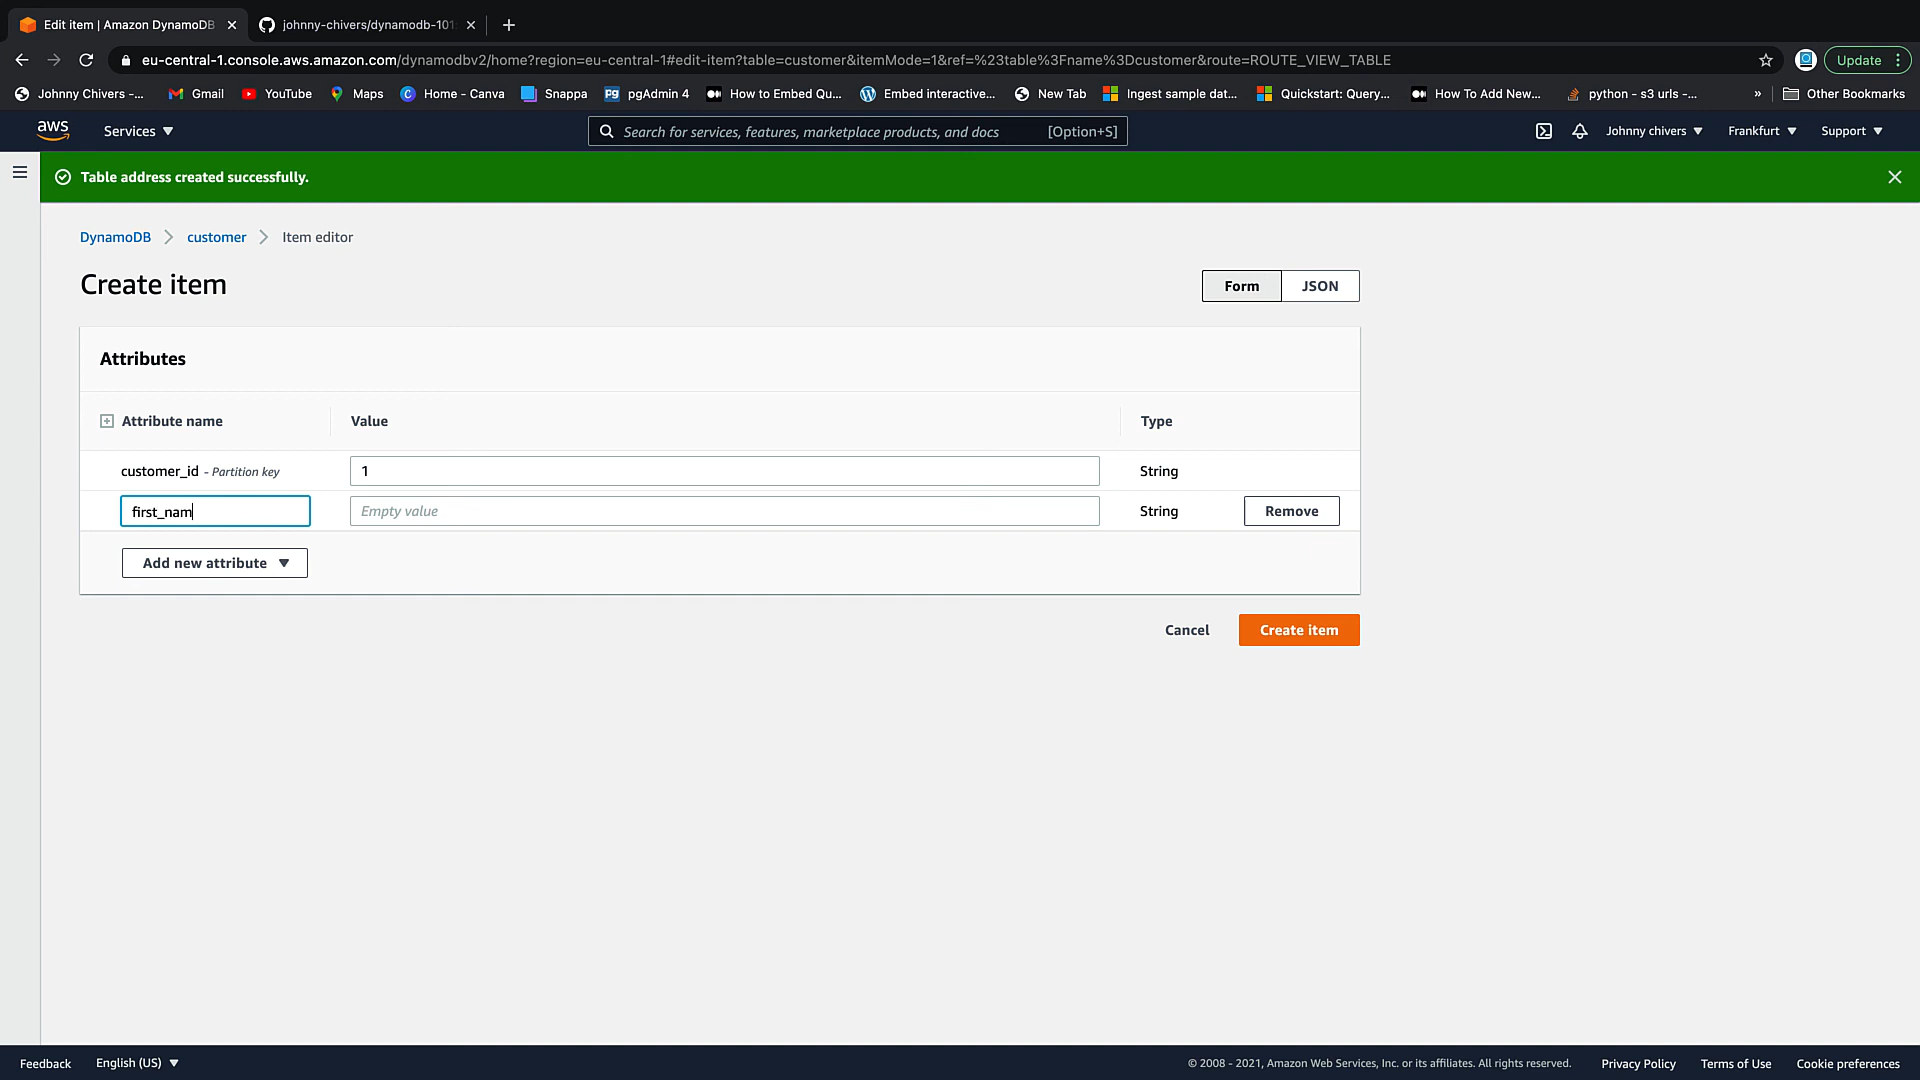 Edit item | Amazon DynamoDB
johnny-chivers/dynamodb-101
eu-central-1.console.aws.amazon.com/dynamodbv2/home?region=eu-central-1#edit-item?table=customer&itemMode=1&ref=%23table%3Fname%3Dcustomer&route=ROUTE_VIEW_TABLE
Update
Johnny Chivers -...
Gmail
YouTube
Maps
Home - Canva
Snappa
pgAdmin 4
How to Embed Qu...
Embed interactive...
New Tab
Ingest sample dat...
Quickstart: Query...
How To Add New...
python - s3 urls -...
»
Other Bookmarks
aws
Services
Search for services, features, marketplace products, and docs [Option+S]
Johnny chivers
Frankfurt
Support
Table address created successfully.
DynamoDB > customer > Item editor
Create item
Form
JSON
Attributes
Attribute name
Value
Type
customer_id - Partition key
1
String
first_nam
Empty value
String
Remove
Add new attribute
Cancel
Create item
Feedback
English (US)
© 2008 - 2021, Amazon Web Services, Inc. or its affiliates. All rights reserved.
Privacy Policy
Terms of Use
Cookie preferences